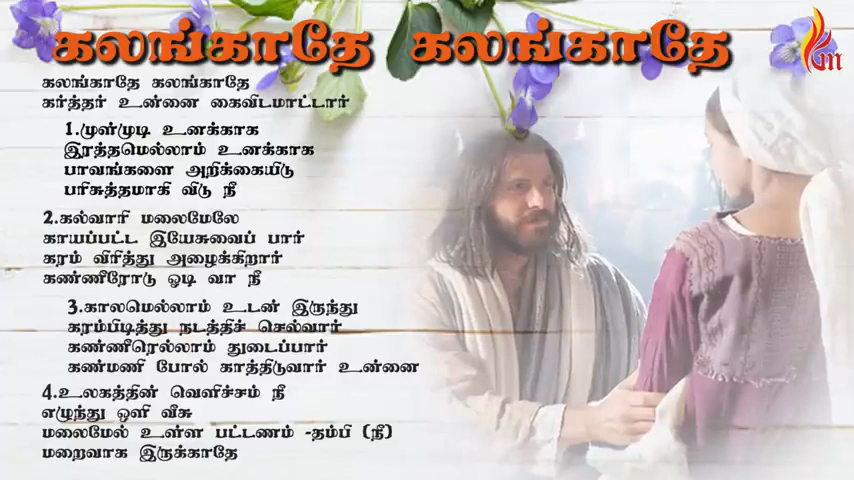 கலங்காதே கலங்காதே
கலங்காதே கலங்காதே
கர்த்தர் உன்னை கைவிடமாட்டார்
1.முள்முடி உனக்காக
இரத்தமெல்லாம் உனக்காக
பாவங்களை அறிக்கையிடு
பரிசுத்தமாகி விடு நீ
2.கல்வாரி மலைமேலே
காயப்பட்ட இயேசுவைப் பார்
கரம் விரித்து அழைக்கிறார்
கண்ணீரோடு ஓடி வா நீ
3.காலமெல்லாம் உடன் இருந்து
கரம்பிடித்து நடத்திச் செல்வார்
கண்ணீரெல்லாம் துடைப்பார்
கண்மணி போல் காத்திடுவார் உன்னை
4.உலகத்தின் வெளிச்சம் நீ
எழுந்து ஒளி வீசு
மலைமேல் உள்ள பட்டணம் -தம்பி (நீ)
மறைவாக இருக்காதே